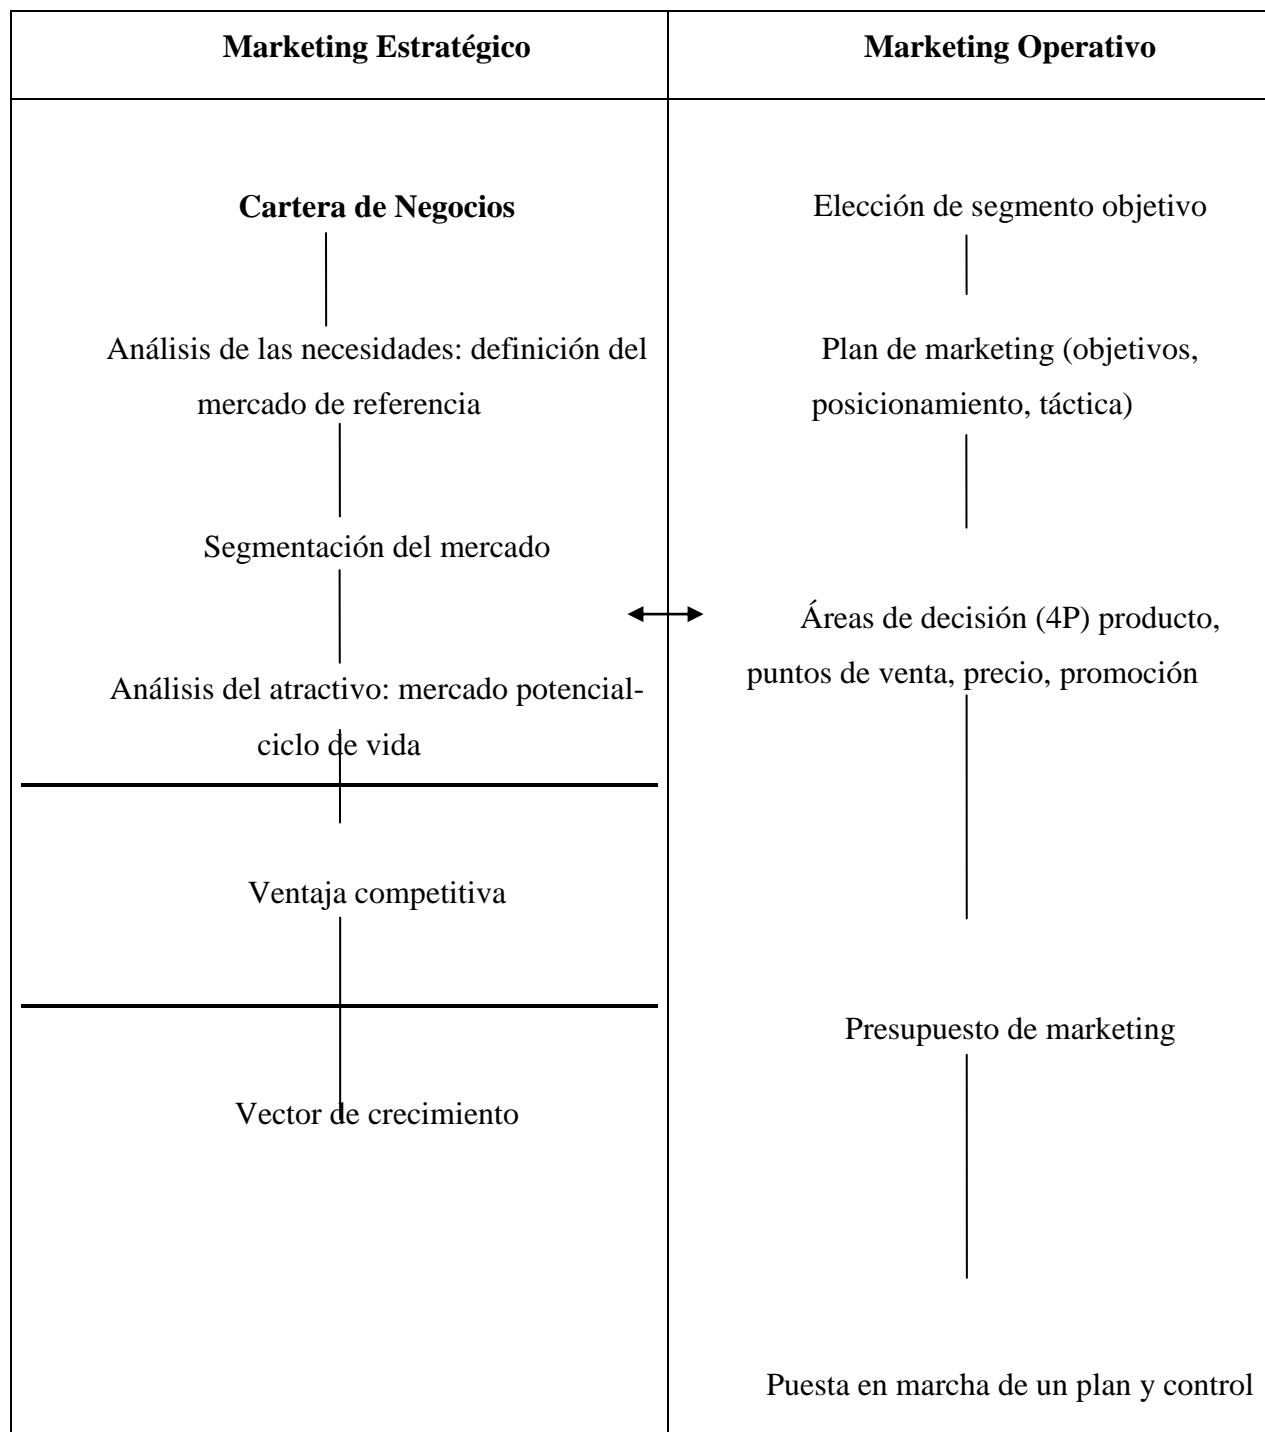 Marketing Estratégico
Marketing Operativo
Cartera de Negocios
Análisis de las necesidades: definición del
mercado de referencia
Segmentación del mercado
Análisis del atractivo: mercado potencial-
ciclo de vida
Ventaja competitiva
Vector de crecimiento
Elección de segmento objetivo
Plan de marketing (objetivos,
posicionamiento, táctica)
Áreas de decisión (4P) producto,
puntos de venta, precio, promoción
Presupuesto de marketing
Puesta en marcha de un plan y control